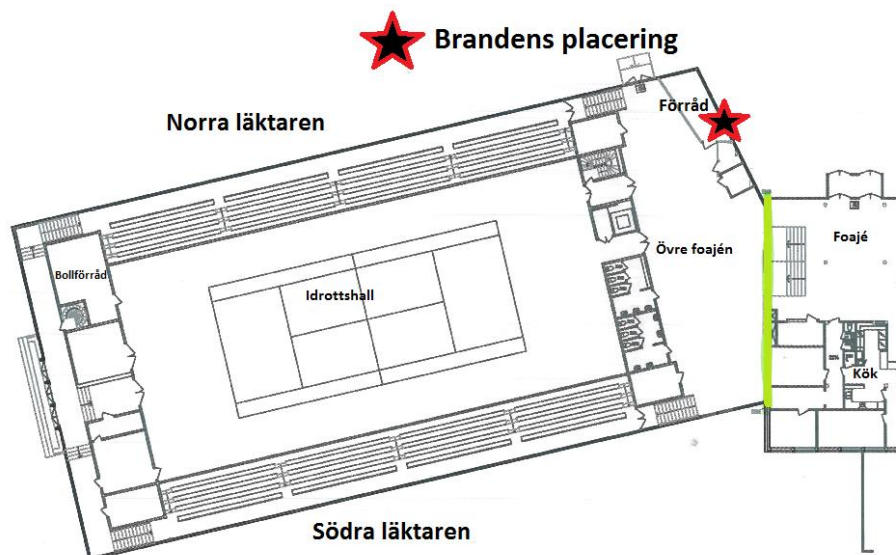 Brandens placering
Förråd
Norra läktaren
Övre foajén
Foajé
Bollförråd
Idrottshall
Kök
Södra läktaren